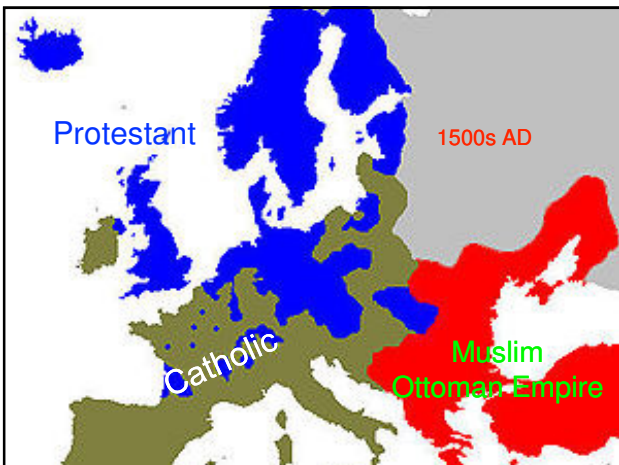 Protestant
1500s AD
Catholic
Muslim
Ottoman Empire